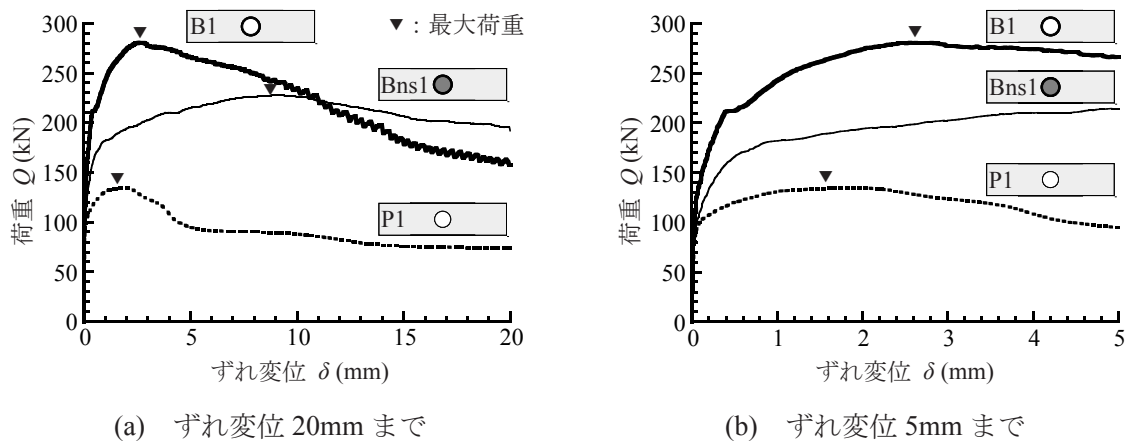 荷重 Q (kN)
300
250
200
150
100
50
0
B1
▼ : 最大荷重
Bns1
P1
0 5 10 15 20
ずれ変位 δ (mm)
(a) ずれ変位 20mm まで
荷重 Q (kN)
300
250
200
150
100
50
0
B1
Bns1
P1
0 1 2 3 4 5
ずれ変位 δ (mm)
(b) ずれ変位 5mm まで